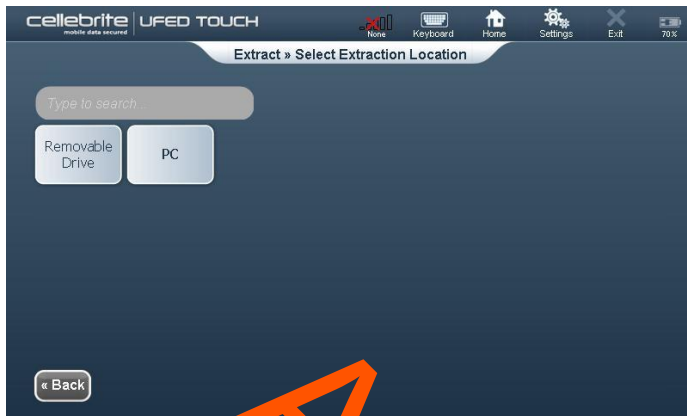 cellebrite UFED TOUCH
mobile data secured
None Keyboard Home Settings Exit 70%
Extract » Select Extraction Location
Type to search...
Removable
Drive
PC
« Back